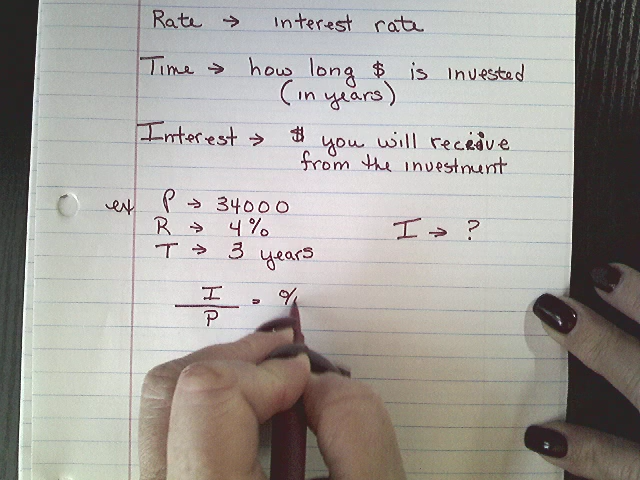 Rate → interest rate
Time → how long $ is invested
(in years)
Interest → $ you will receive
from the investment
ex P → 34000
R → 4%
T → 3 years
I → ?
I
P
= %